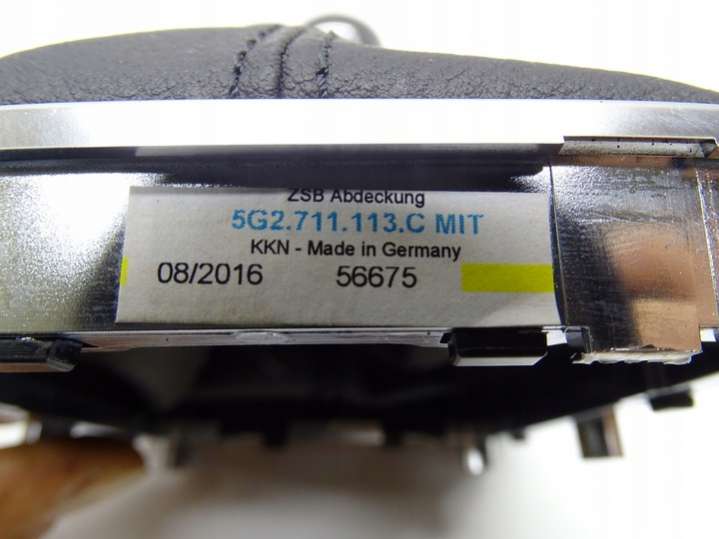 ZSB Abdeckung
5G2.711.113.C MIT
KKN - Made in Germany
08/2016 56675